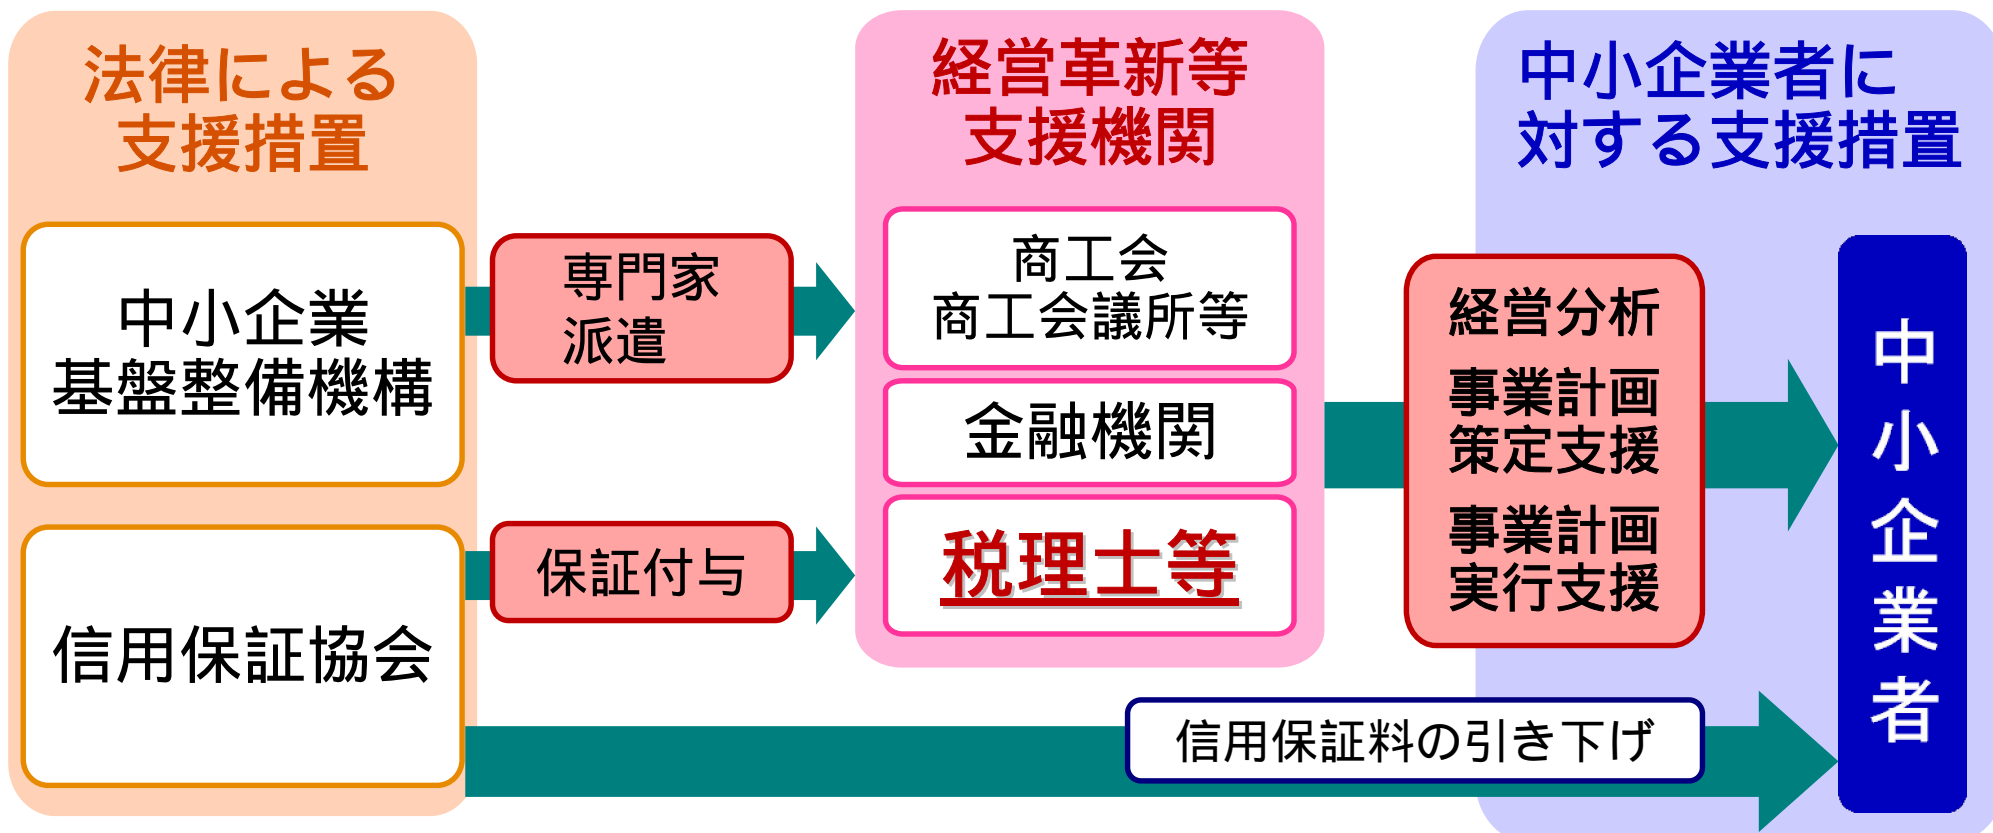 法律による
支援措置
中小企業
基盤整備機構
信用保証協会
専門家
派遣
保証付与
経営革新等
支援機関
商工会
商工会議所等
金融機関
税理士等
経営分析
事業計画
策定支援
事業計画
実行支援
信用保証料の引き下げ
中小企業者に
対する支援措置
中小企業者